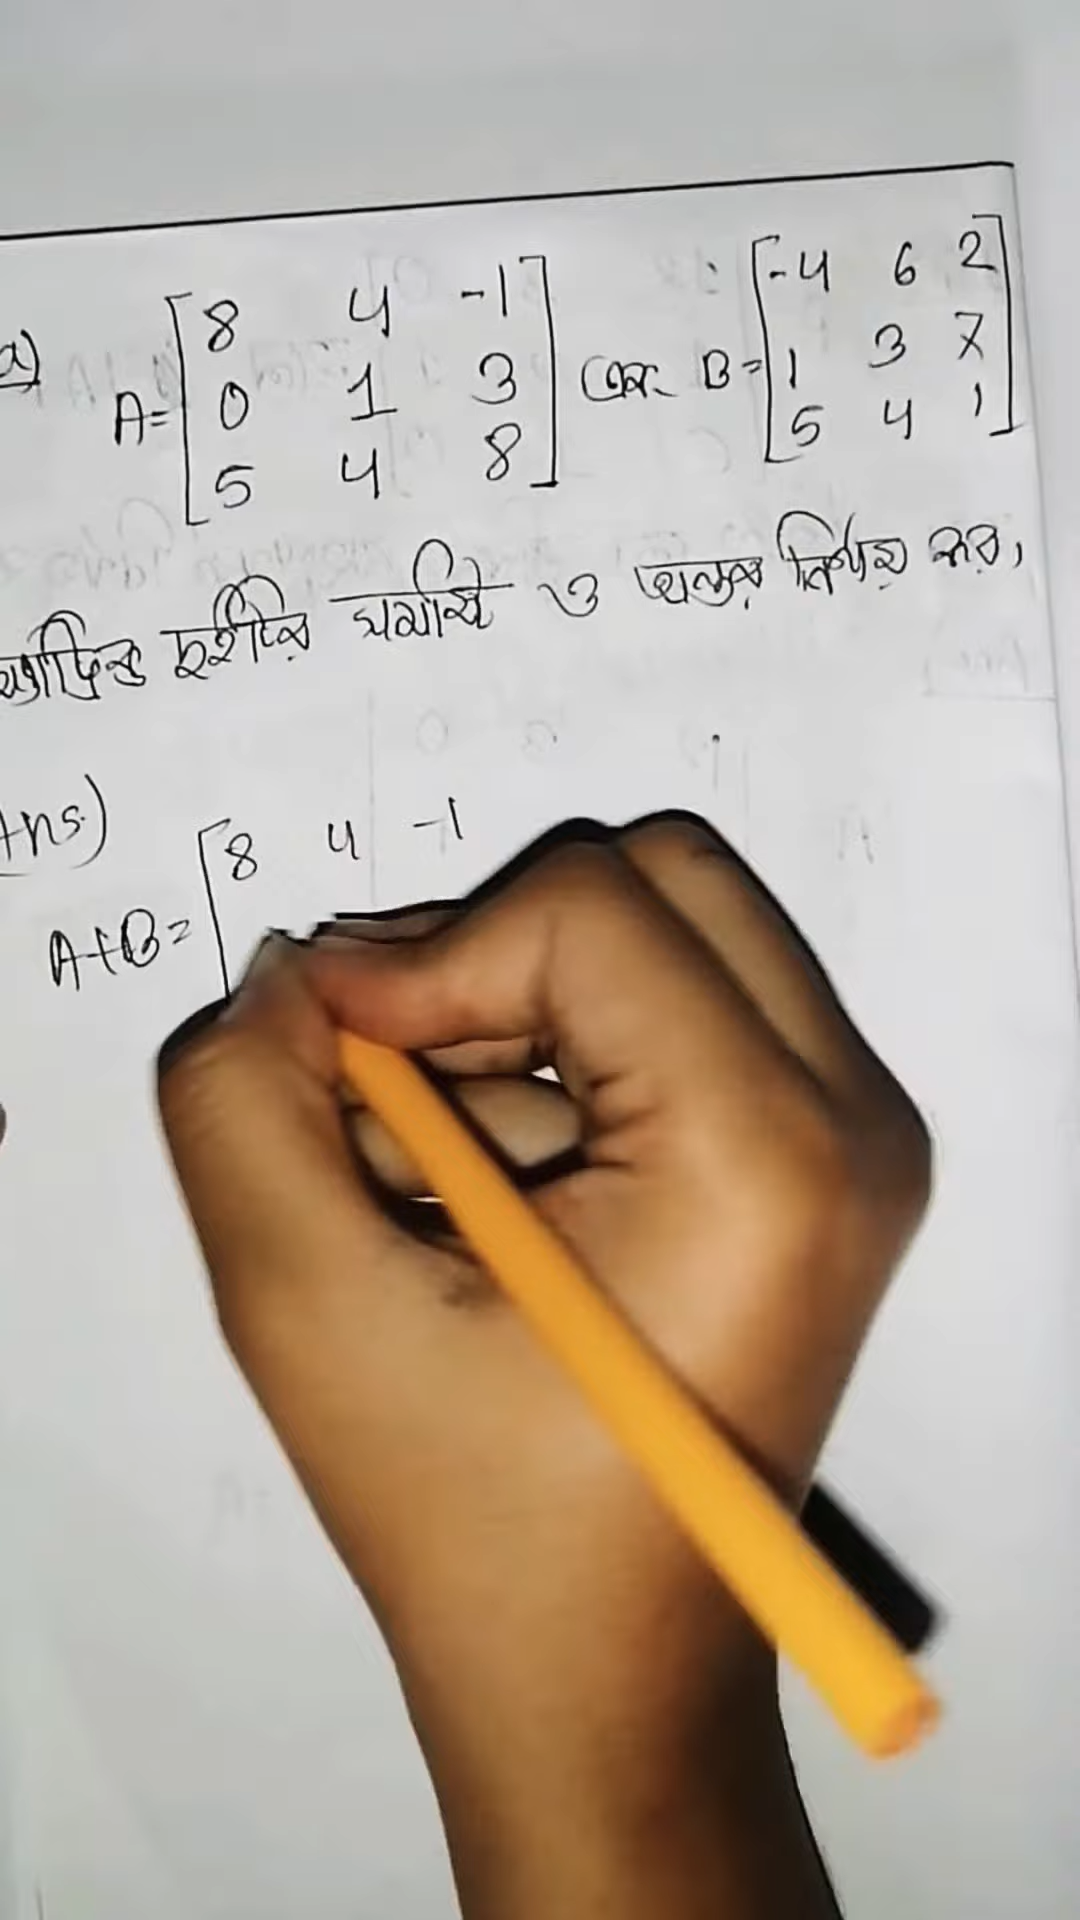 a) A = [8 4 -1 0 1 3 5 4 8] এবং B = [-4 6 2 1 3 7 5 4 1]
ম্যাট্রিক্স দুইটির সমষ্টি ও অন্তর নির্ণয় কর,
Ans)
A+B = [8 4 -1